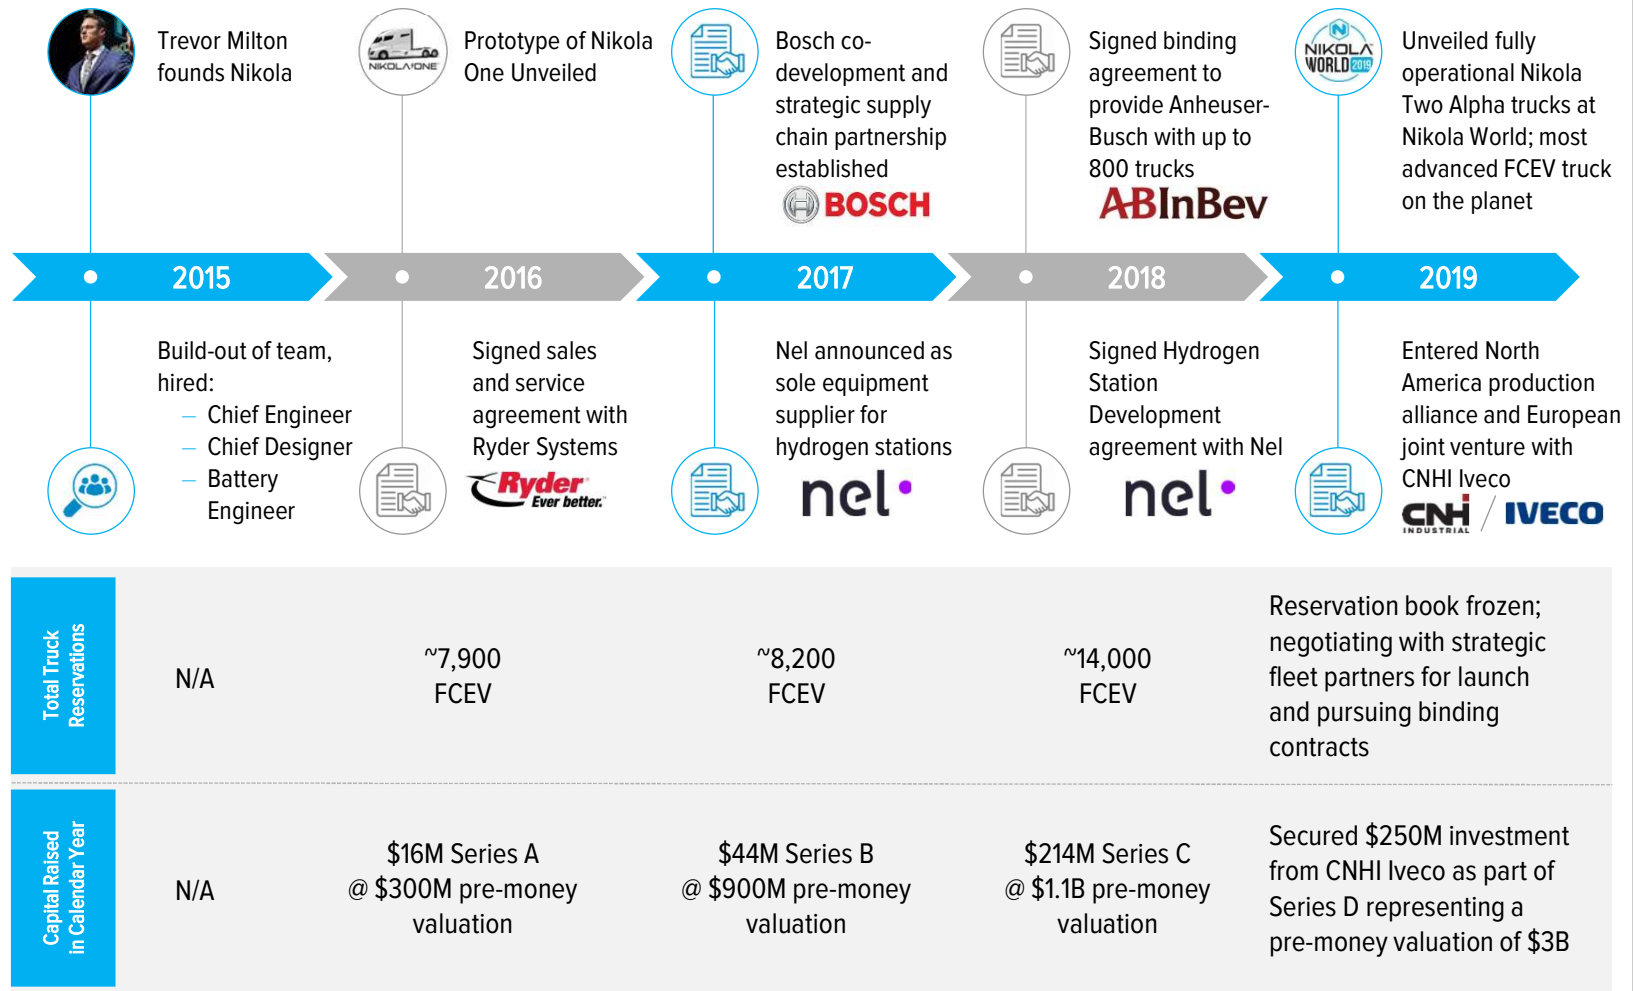 Trevor Milton
founds Nikola
NIKOLA ONE
Prototype of Nikola
One Unveiled
Bosch co-
development and
strategic supply
chain partnership
established
BOSCH
Signed binding
agreement to
provide Anheuser-
Busch with up to
800 trucks
ABInBev
NIKOLA
WORLD 2019
Unveiled fully
operational Nikola
Two Alpha trucks at
Nikola World; most
advanced FCEV truck
on the planet
2015
2016
2017
2018
2019
Build-out of team,
hired:
– Chief Engineer
– Chief Designer
– Battery
Engineer
Signed sales
and service
agreement with
Ryder Systems
Ryder
Ever better.
Nel announced as
sole equipment
supplier for
hydrogen stations
nel
Signed Hydrogen
Station
Development
agreement with Nel
nel
Entered North
America production
alliance and European
joint venture with
CNHI Iveco
CNH
INDUSTRIAL
IVECO
Total Truck
Reservations
N/A
~7,900
FCEV
~8,200
FCEV
~14,000
FCEV
Reservation book frozen;
negotiating with strategic
fleet partners for launch
and pursuing binding
contracts
Capital Raised
in Calendar Year
N/A
$16M Series A
@ $300M pre-money
valuation
$44M Series B
@ $900M pre-money
valuation
$214M Series C
@ $1.1B pre-money
valuation
Secured $250M investment
from CNHI Iveco as part of
Series D representing a
pre-money valuation of $3B